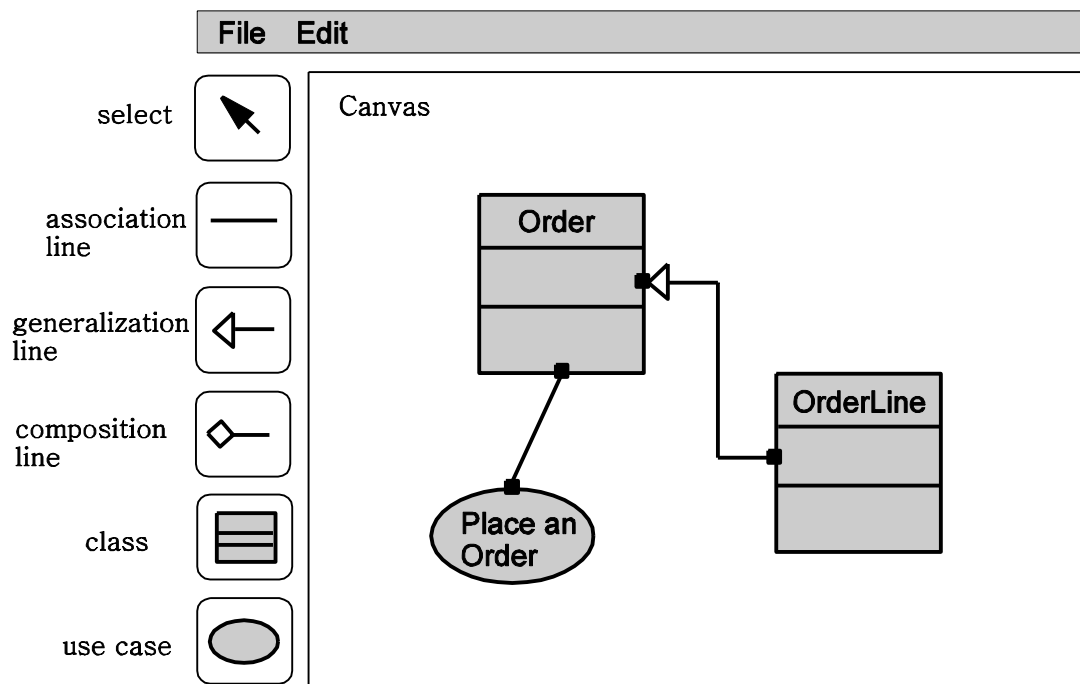 File Edit
select
Canvas
association
line
generalization
line
composition
line
class
use case
Order
OrderLine
Place an
Order